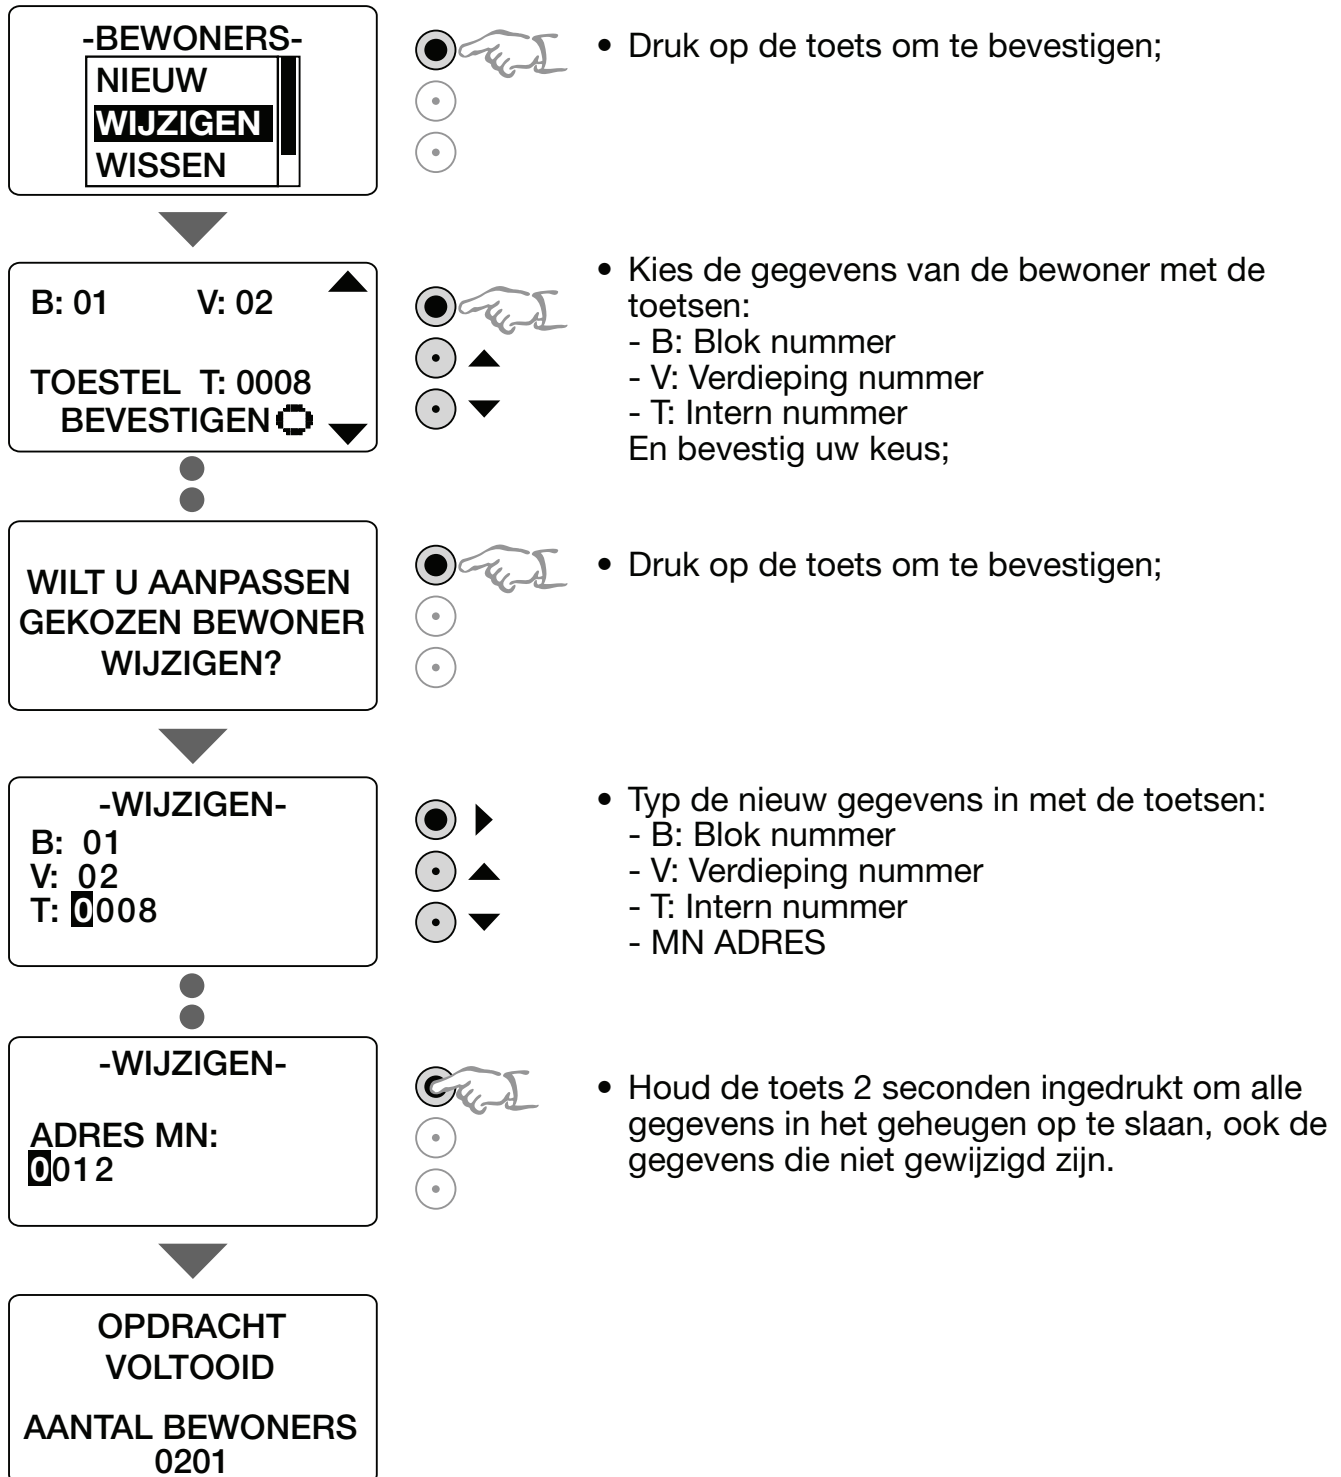 -BEWONERS-
NIEUW
WIJZIGEN
WISSEN
• Druk op de toets om te bevestigen;
B: 01 V: 02
TOESTEL T: 0008
BEVESTIGEN
• Kies de gegevens van de bewoner met de
toetsen:
- B: Blok nummer
- V: Verdieping nummer
- T: Intern nummer
En bevestig uw keus;
WILT U AANPASSEN
GEKOZEN BEWONER
WIJZIGEN?
• Druk op de toets om te bevestigen;
-WIJZIGEN-
B: 01
V: 02
T: 0008
• Typ de nieuw gegevens in met de toetsen:
- B: Blok nummer
- V: Verdieping nummer
- T: Intern nummer
- MN ADRES
-WIJZIGEN-
ADRES MN:
0012
• Houd de toets 2 seconden ingedrukt om alle
gegevens in het geheugen op te slaan, ook de
gegevens die niet gewijzigd zijn.
OPDRACHT
VOLTOOID
AANTAL BEWONERS
0201